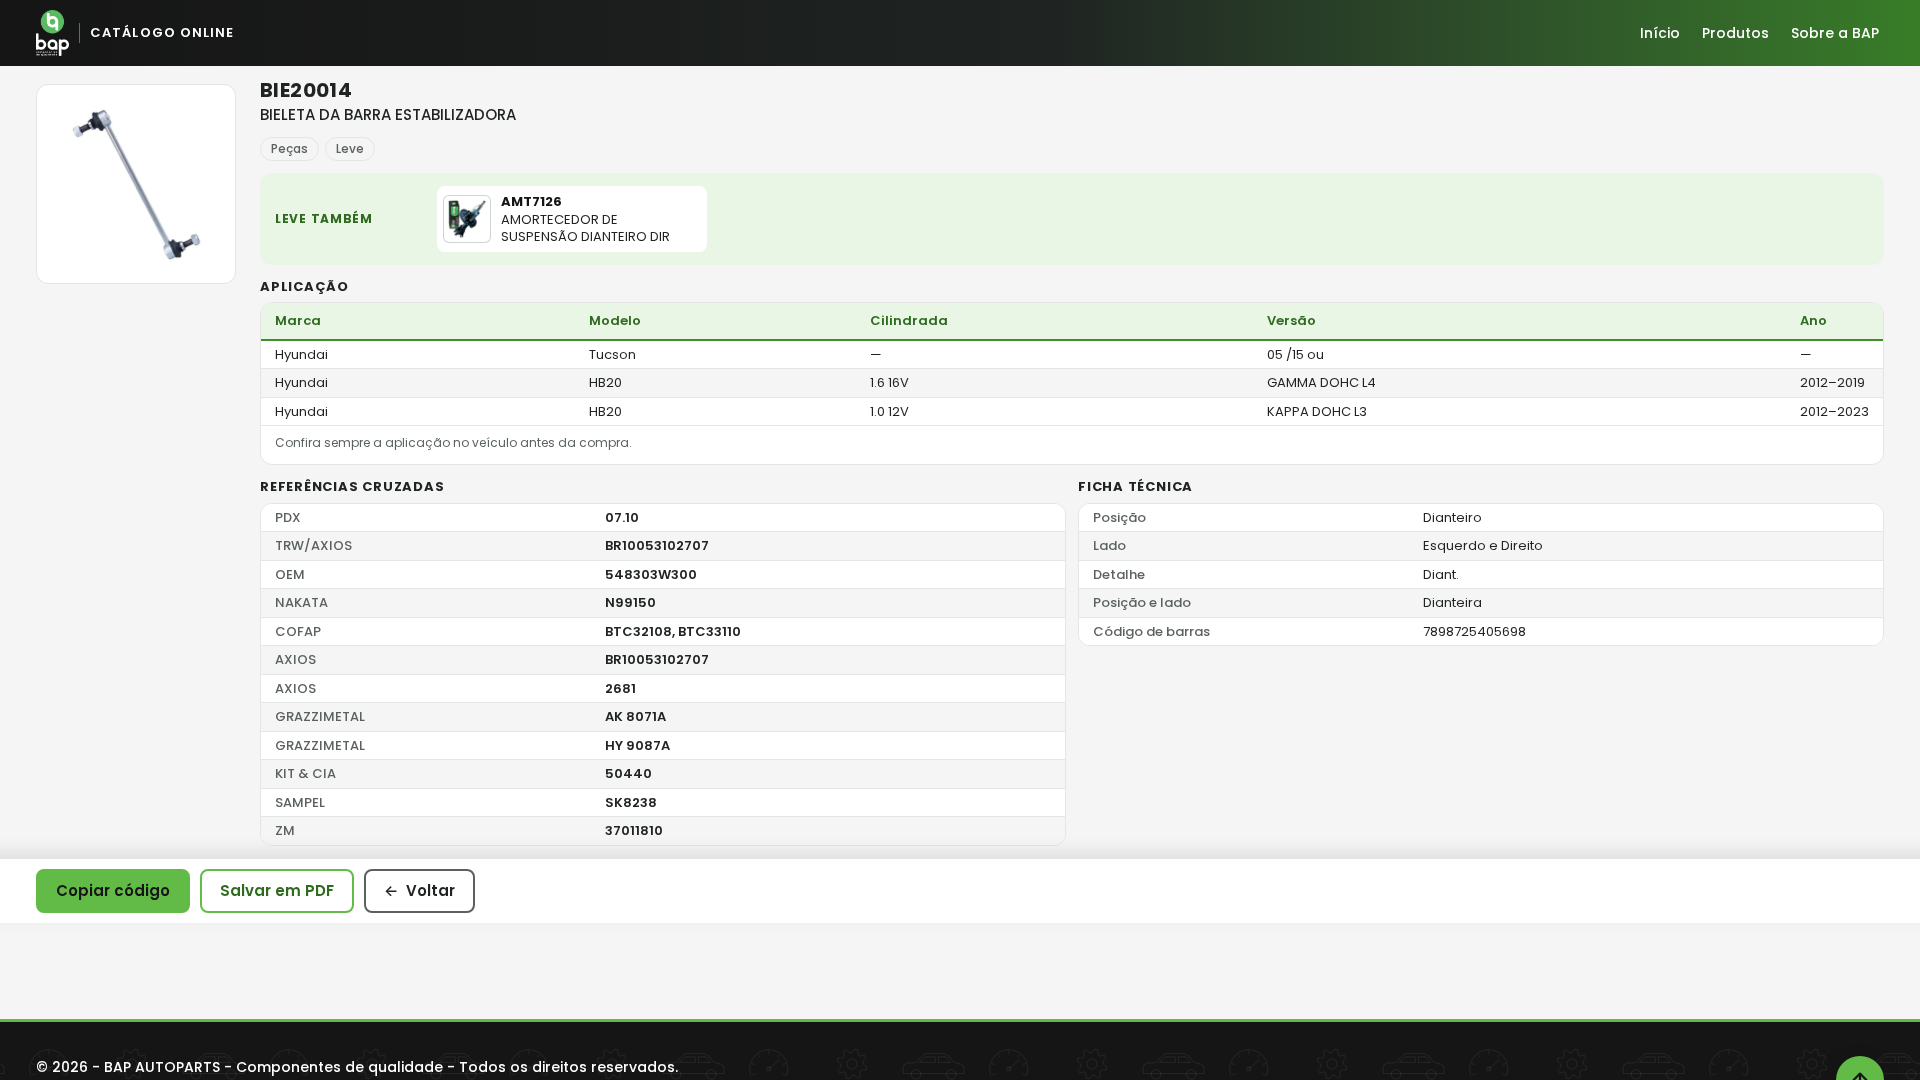 bap
CATÁLOGO ONLINE
Início
Produtos
Sobre a BAP
BIE20014
BIELETA DA BARRA ESTABILIZADORA
Peças
Leve
LEVE TAMBÉM
AMT7126
AMORTECEDOR DE
SUSPENSÃO DIANTEIRO DIR
APLICAÇÃO
Marca Modelo Cilindrada Versão Ano
Hyundai Tucson — 05 /15 ou —
Hyundai HB20 1.6 16V GAMMA DOHC L4 2012–2019
Hyundai HB20 1.0 12V KAPPA DOHC L3 2012–2023
Confira sempre a aplicação no veículo antes da compra.
REFERÊNCIAS CRUZADAS
PDX 07.10
TRW/AXIOS BR10053102707
OEM 548303W300
NAKATA N99150
COFAP BTC32108, BTC33110
AXIOS BR10053102707
AXIOS 2681
GRAZZIMETAL AK 8071A
GRAZZIMETAL HY 9087A
KIT & CIA 50440
SAMPEL SK8238
ZM 37011810
FICHA TÉCNICA
Posição Dianteiro
Lado Esquerdo e Direito
Detalhe Diant.
Posição e lado Dianteira
Código de barras 7898725405698
Copiar código
Salvar em PDF
← Voltar
© 2026 - BAP AUTOPARTS - Componentes de qualidade - Todos os direitos reservados.